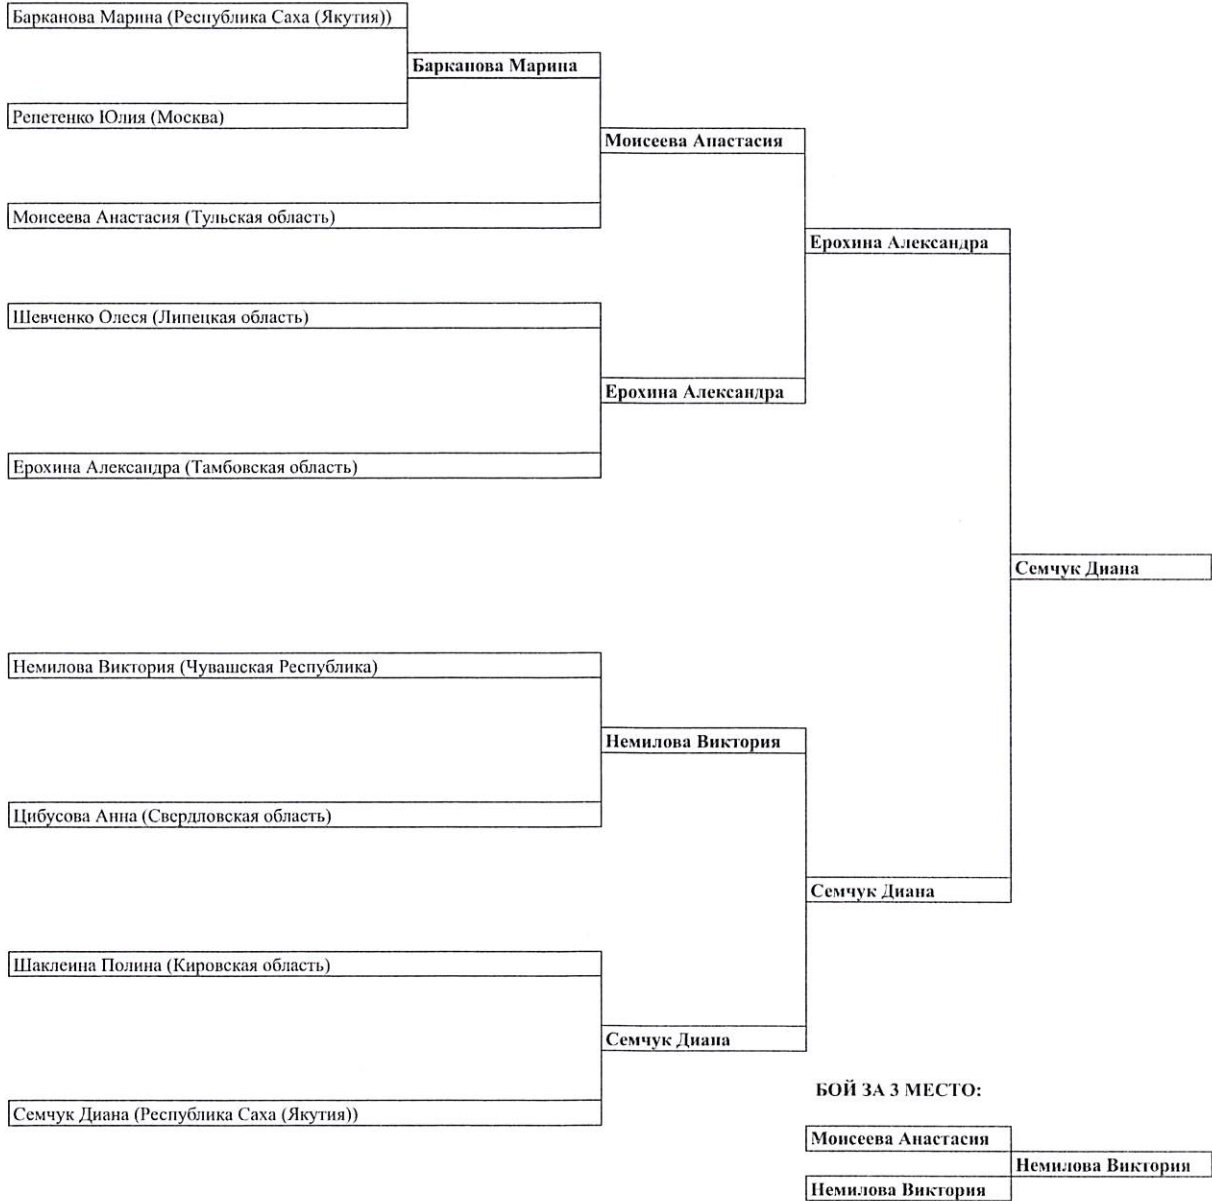 Барканова Марина (Республика Саха (Якутия))
Барканова Марина
Репетенко Юлия (Москва)
Моисеева Анастасия
Моисеева Анастасия (Тульская область)
Ерохина Александра
Шевченко Олеся (Липецкая область)
Ерохина Александра
Ерохина Александра (Тамбовская область)
Семчук Диана
Немилова Виктория (Чувашская Республика)
Немилова Виктория
Цибусова Анна (Свердловская область)
Семчук Диана
Шаклеина Полина (Кировская область)
Семчук Диана
БОЙ ЗА 3 МЕСТО:
Семчук Диана (Республика Саха (Якутия))
Моисеева Анастасия
Немилова Виктория
Немилова Виктория